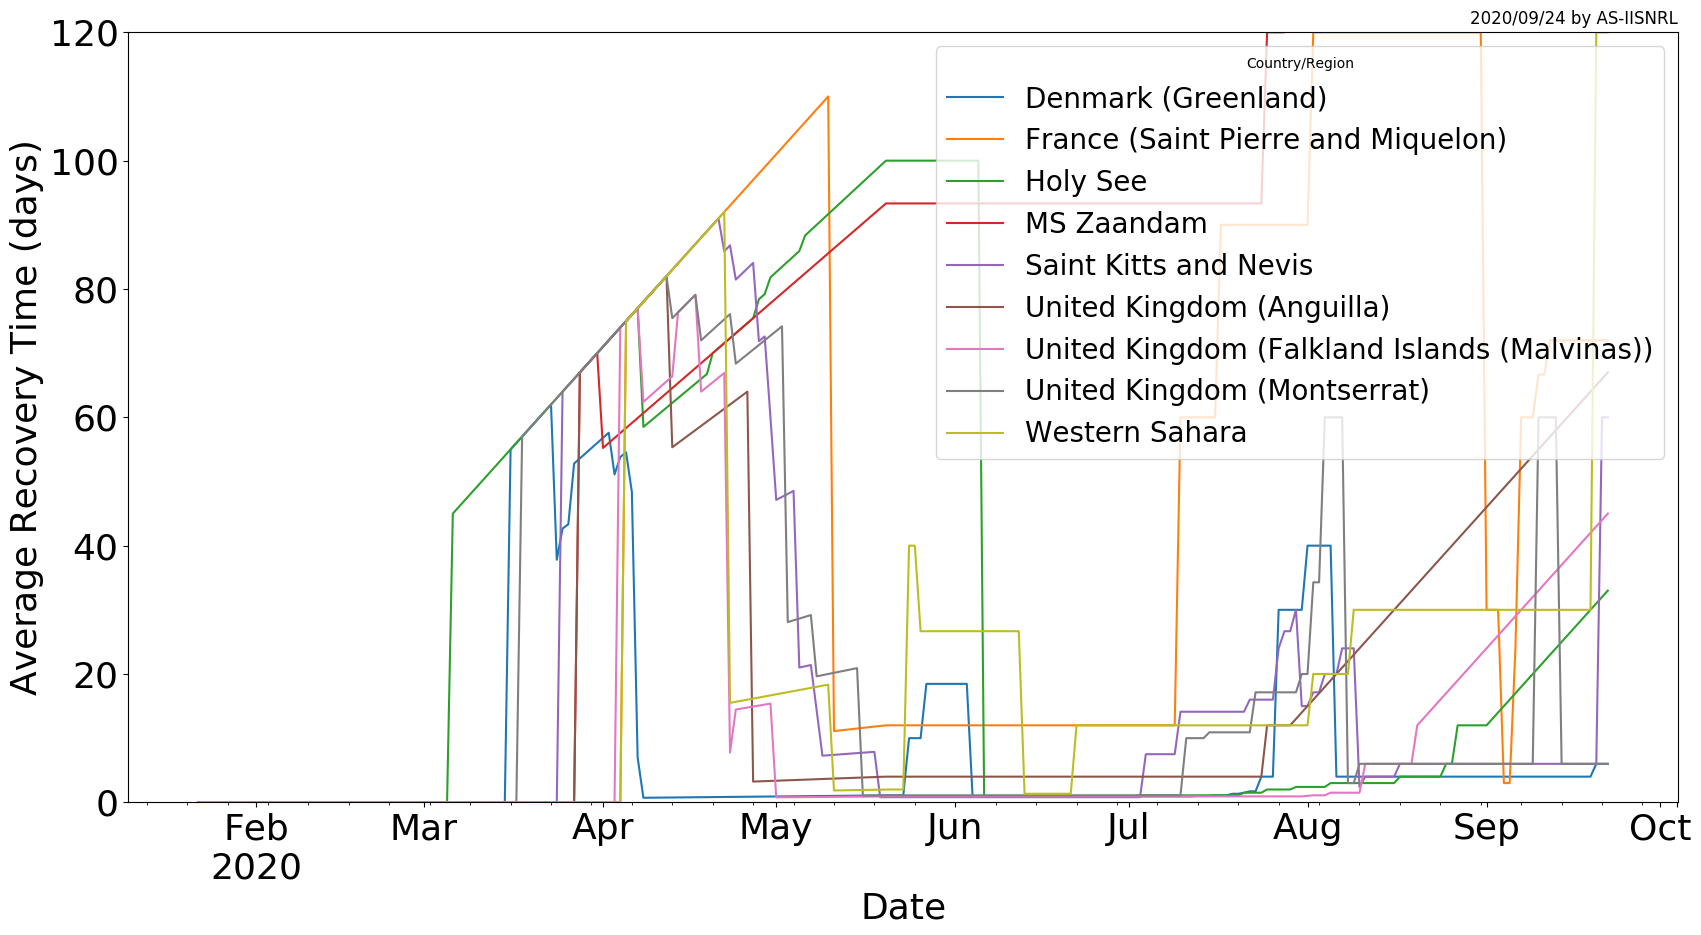 2020/09/24 by AS-IISNRL
120
100
80
60
40
20
0
Average Recovery Time (days)
Country/Region
Denmark (Greenland)
France (Saint Pierre and Miquelon)
Holy See
MS Zaandam
Saint Kitts and Nevis
United Kingdom (Anguilla)
United Kingdom (Falkland Islands (Malvinas))
United Kingdom (Montserrat)
Western Sahara
Feb Mar Apr May Jun Jul Aug Sep Oct
2020
Date